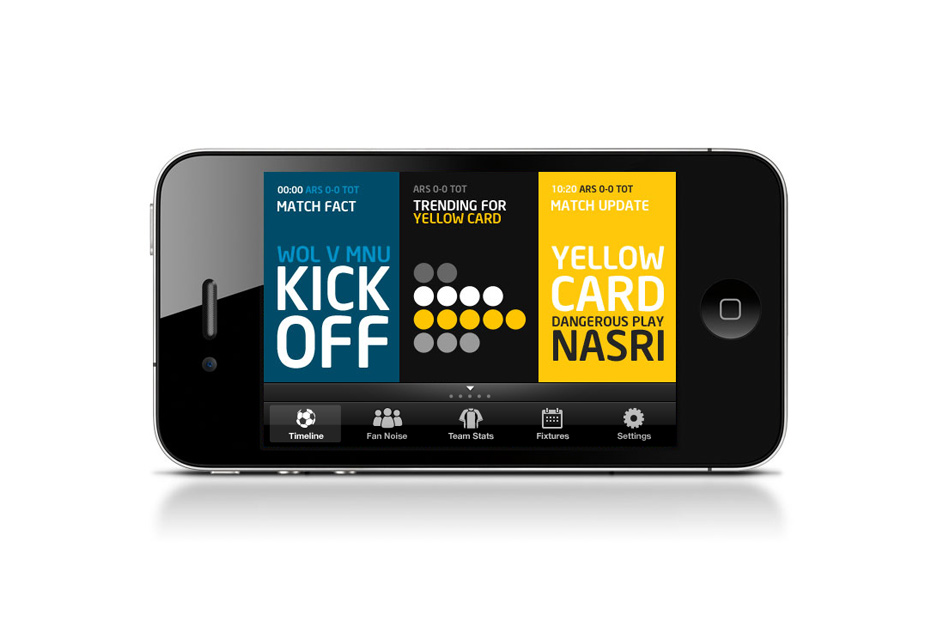 00:00 ARS 0-0 TOT
MATCH FACT
WOL V MNU
KICK
OFF
ARS 0-0 TOT
TRENDING FOR
YELLOW CARD
10:20 ARS 0-0 TOT
MATCH UPDATE
YELLOW
CARD
DANGEROUS PLAY
NASRI
Timeline
Fan Noise
Team Stats
Fixtures
Settings